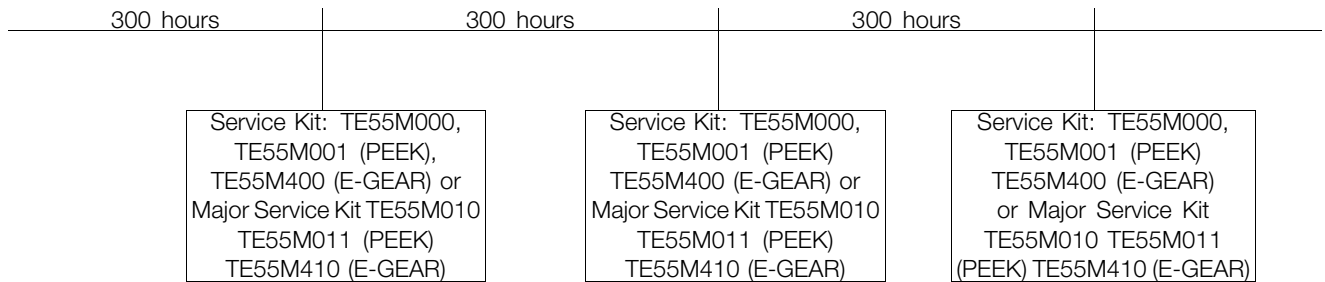 300 hours
300 hours
300 hours
Service Kit: TE55M000,
TE55M001 (PEEK),
TE55M400 (E-GEAR) or
Major Service Kit TE55M010
TE55M011 (PEEK)
TE55M410 (E-GEAR)
Service Kit: TE55M000,
TE55M001 (PEEK)
TE55M400 (E-GEAR) or
Major Service Kit TE55M010
TE55M011 (PEEK)
TE55M410 (E-GEAR)
Service Kit: TE55M000,
TE55M001 (PEEK)
TE55M400 (E-GEAR)
or Major Service Kit
TE55M010 TE55M011
(PEEK) TE55M410 (E-GEAR)